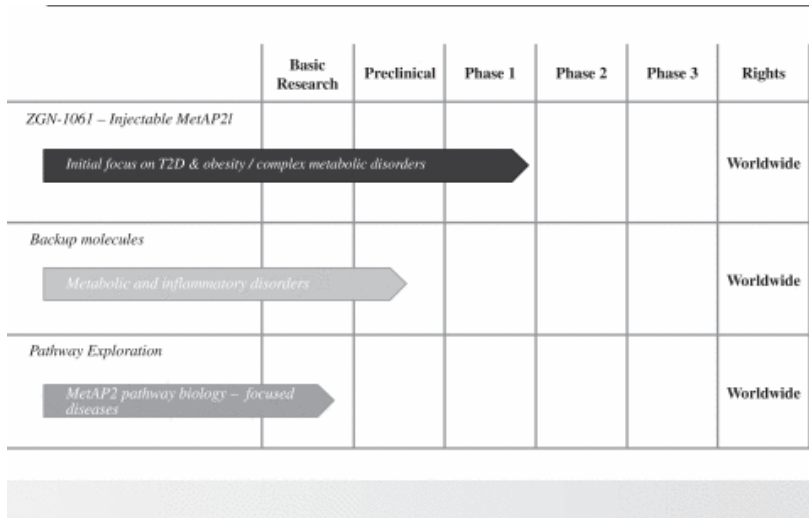 Basic
Research
Preclinical
Phase 1
Phase 2
Phase 3
Rights
ZGN-1061 – Injectable MetAP2l
Initial focus on T2D & obesity / complex metabolic disorders
Worldwide
Backup molecules
Metabolic and inflammatory disorders
Worldwide
Pathway Exploration
MetAP2 pathway biology – focused
diseases
Worldwide